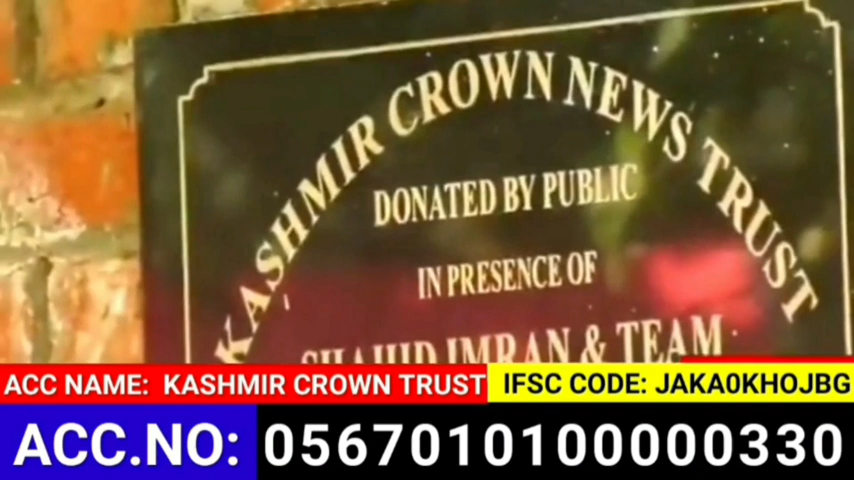 KASHMIR CROWN NEWS TRUST
DONATED BY PUBLIC
IN PRESENCE OF
SHAHID IMRAN & TEAM
ACC NAME: KASHMIR CROWN TRUST IFSC CODE: JAKA0KHOJBG
ACC.NO: 0567010100000330